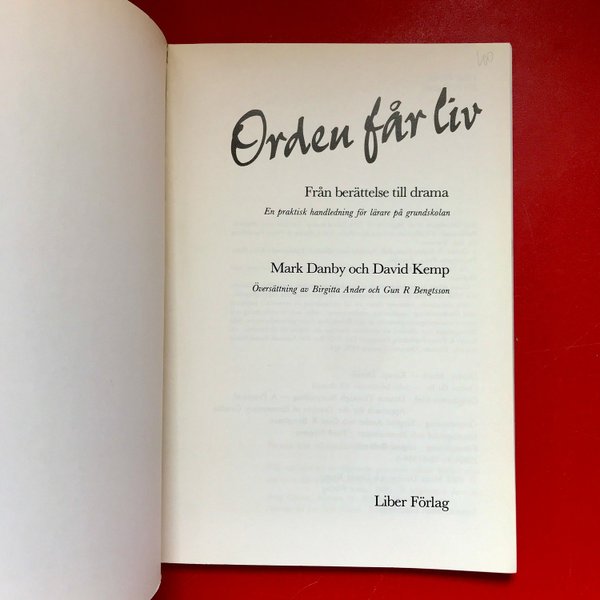 40
Orden får liv
Från berättelse till drama
En praktisk handledning för lärare på grundskolan
Mark Danby och David Kemp
Översättning av Birgitta Ander och Gun R Bengtsson
Liber Förlag